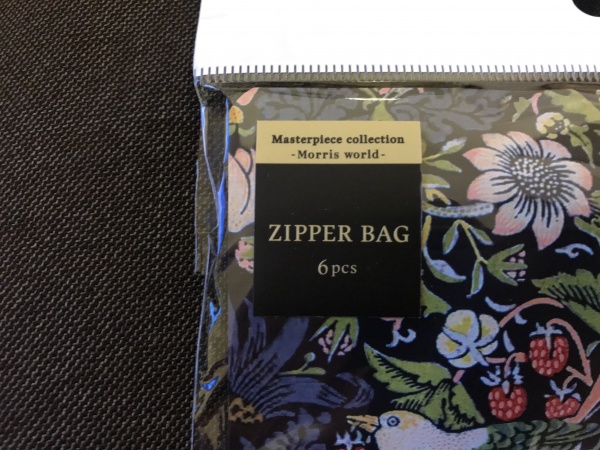 Masterpiece collection
-Morris world-
ZIPPER BAG
6pcs